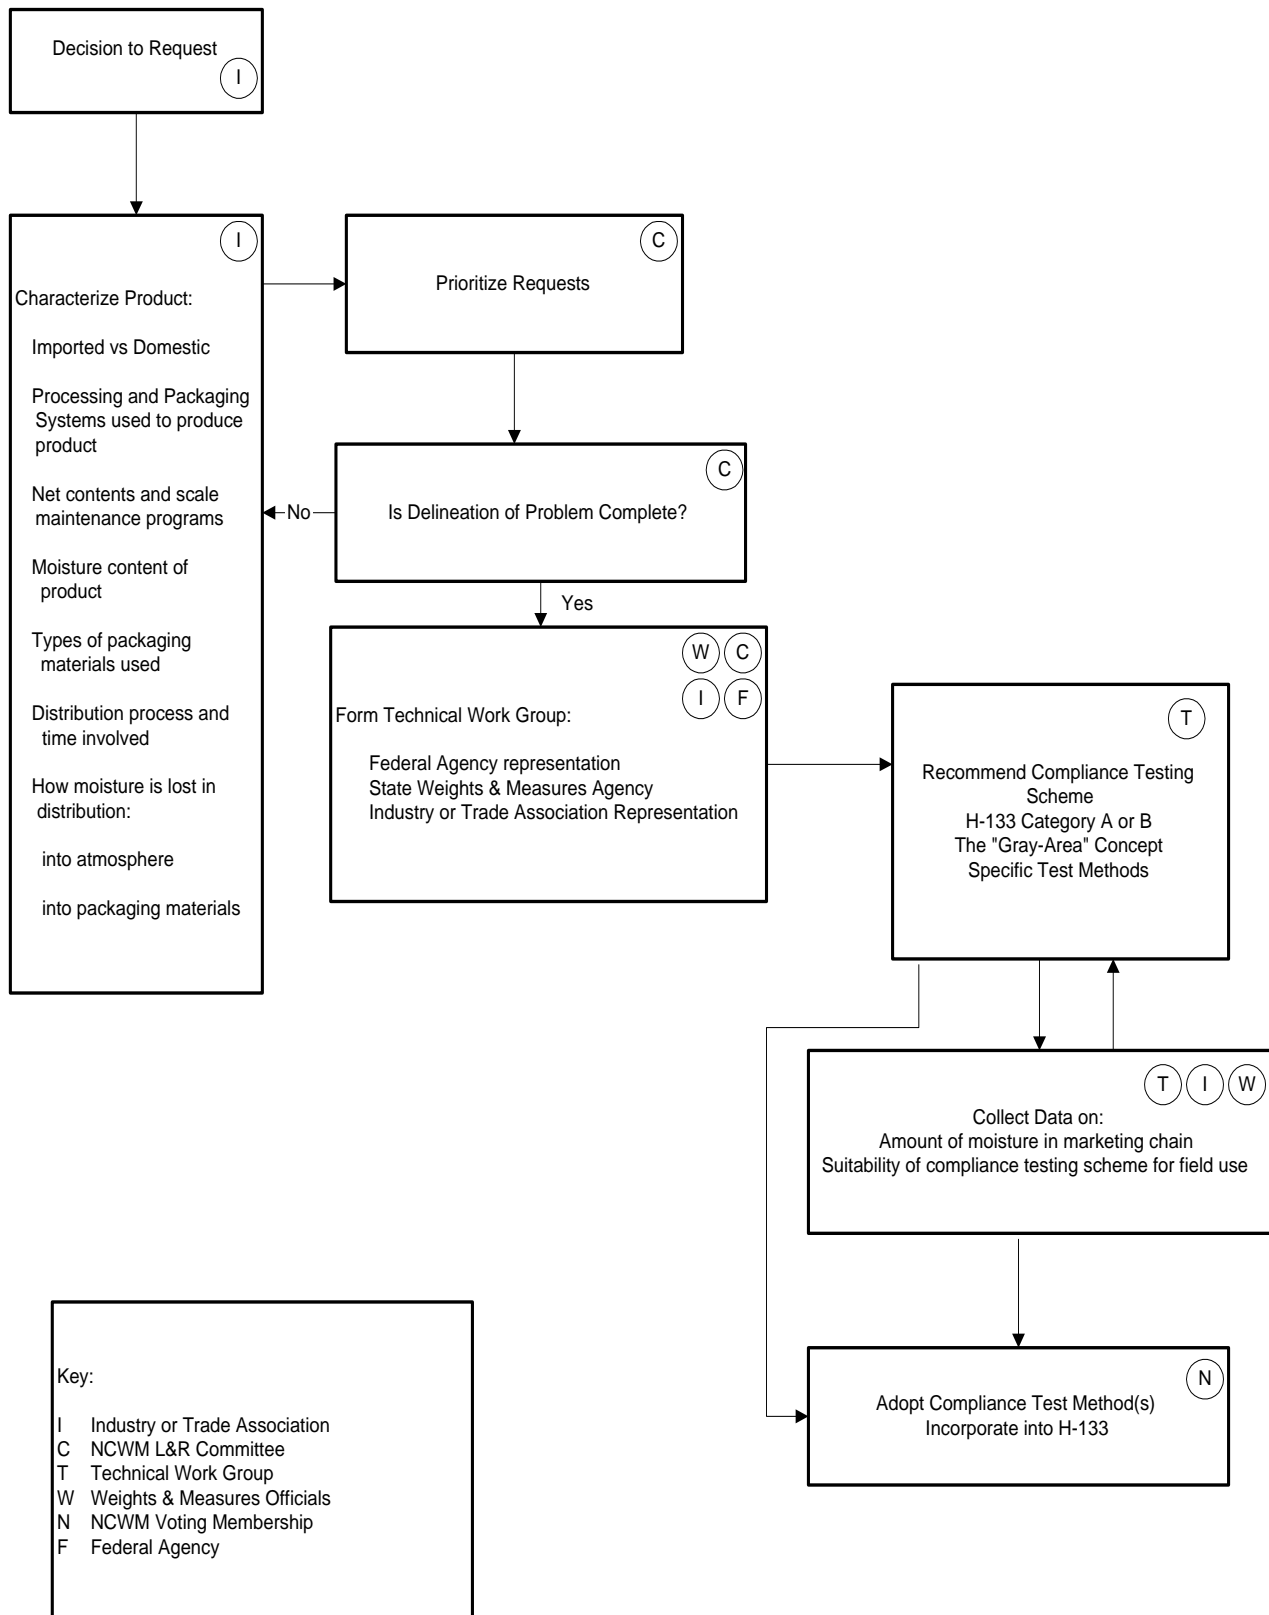 Decision to Request
I
I
Characterize Product:
Imported vs Domestic
Processing and Packaging
Systems used to produce
product
Net contents and scale
maintenance programs
Moisture content of
product
Types of packaging
materials used
Distribution process and
time involved
How moisture is lost in
distribution:
into atmosphere
into packaging materials
C
Prioritize Requests
C
Is Delineation of Problem Complete?
No
Yes
W C
I F
Form Technical Work Group:
Federal Agency representation
State Weights & Measures Agency
Industry or Trade Association Representation
T
Recommend Compliance Testing
Scheme
H-133 Category A or B
The "Gray-Area" Concept
Specific Test Methods
T I W
Collect Data on:
Amount of moisture in marketing chain
Suitability of compliance testing scheme for field use
N
Adopt Compliance Test Method(s)
Incorporate into H-133
Key:
I Industry or Trade Association
C NCWM L&R Committee
T Technical Work Group
W Weights & Measures Officials
N NCWM Voting Membership
F Federal Agency